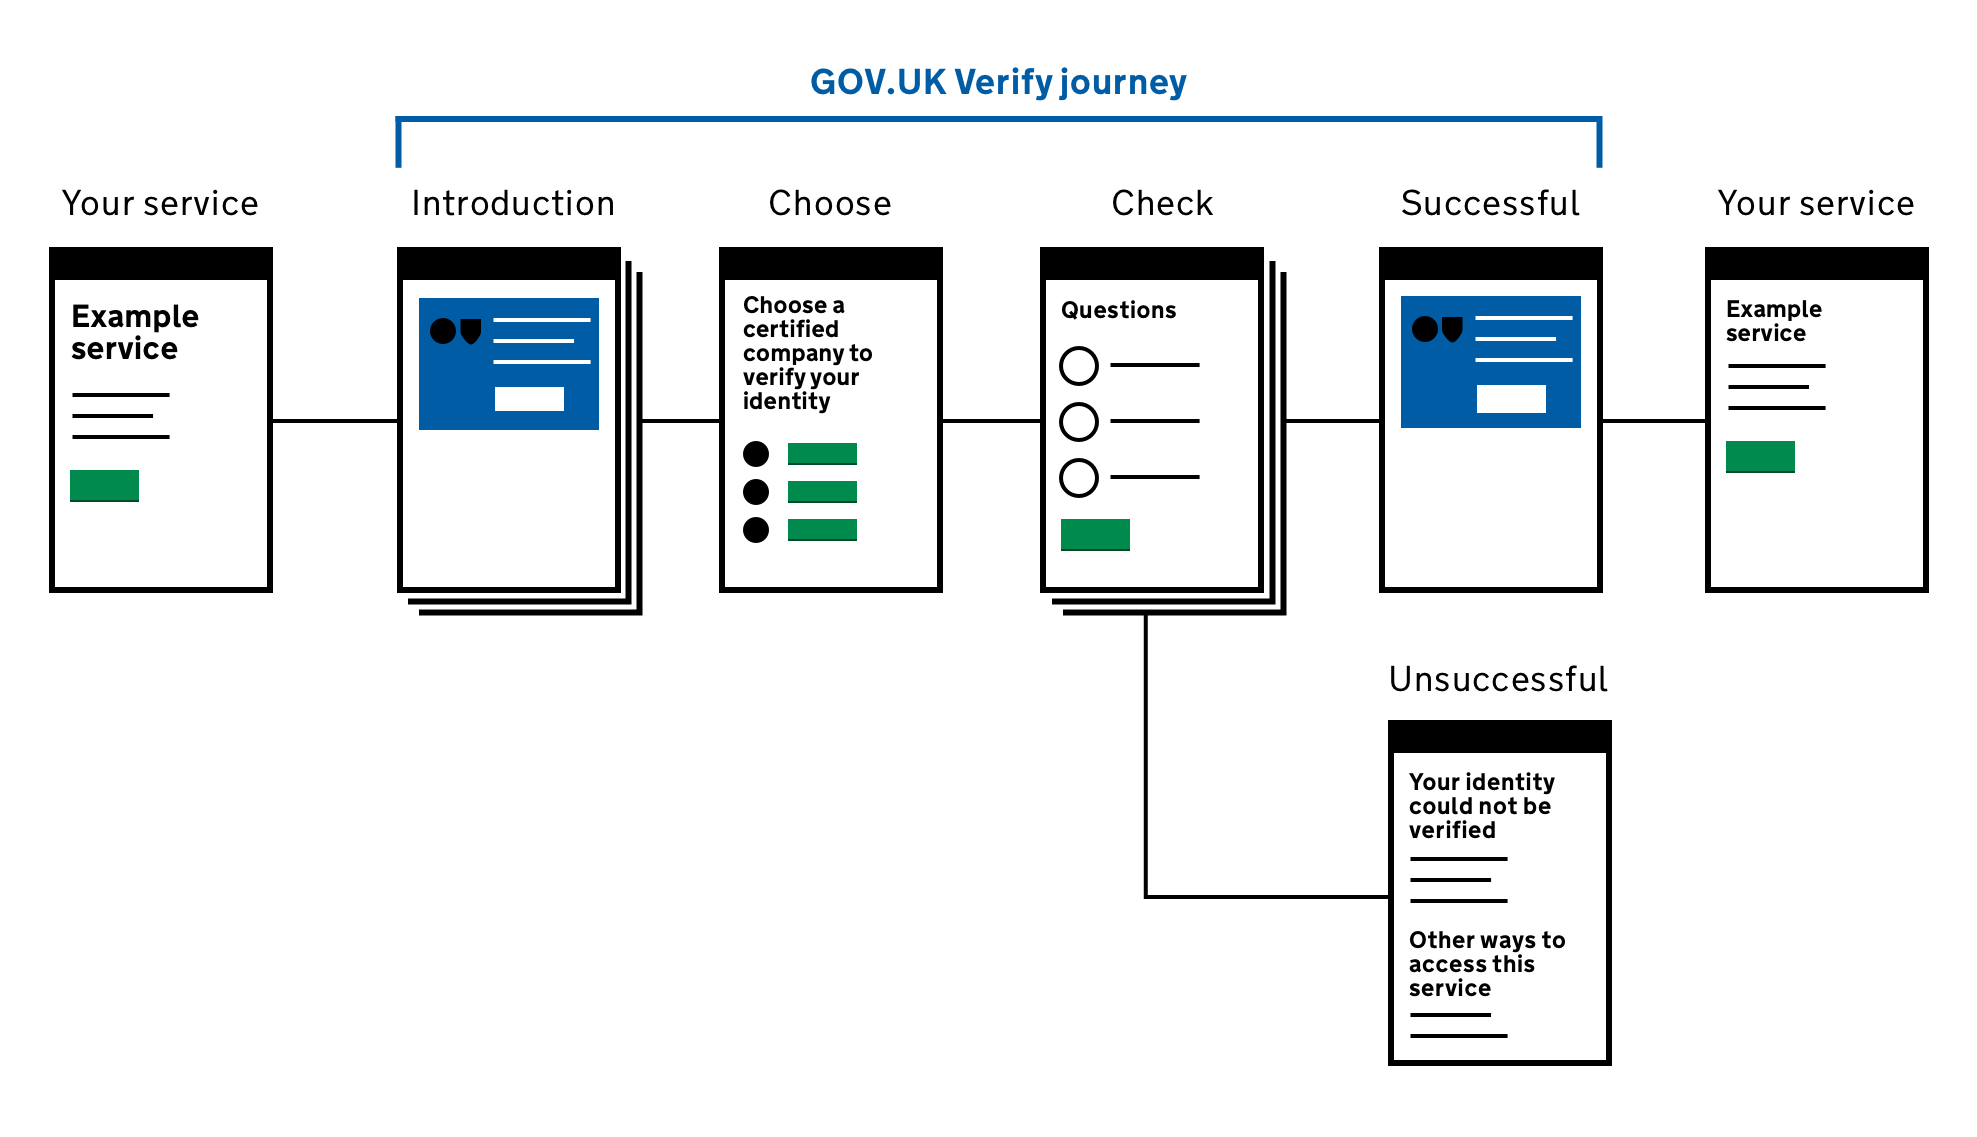 GOV.UK Verify journey
Your service
Introduction
Choose
Check
Successful
Your service
Example
service
Choose a
certified
company to
verify your
identity
Questions
Example
service
Unsuccessful
Your identity
could not be
verified
Other ways to
access this
service